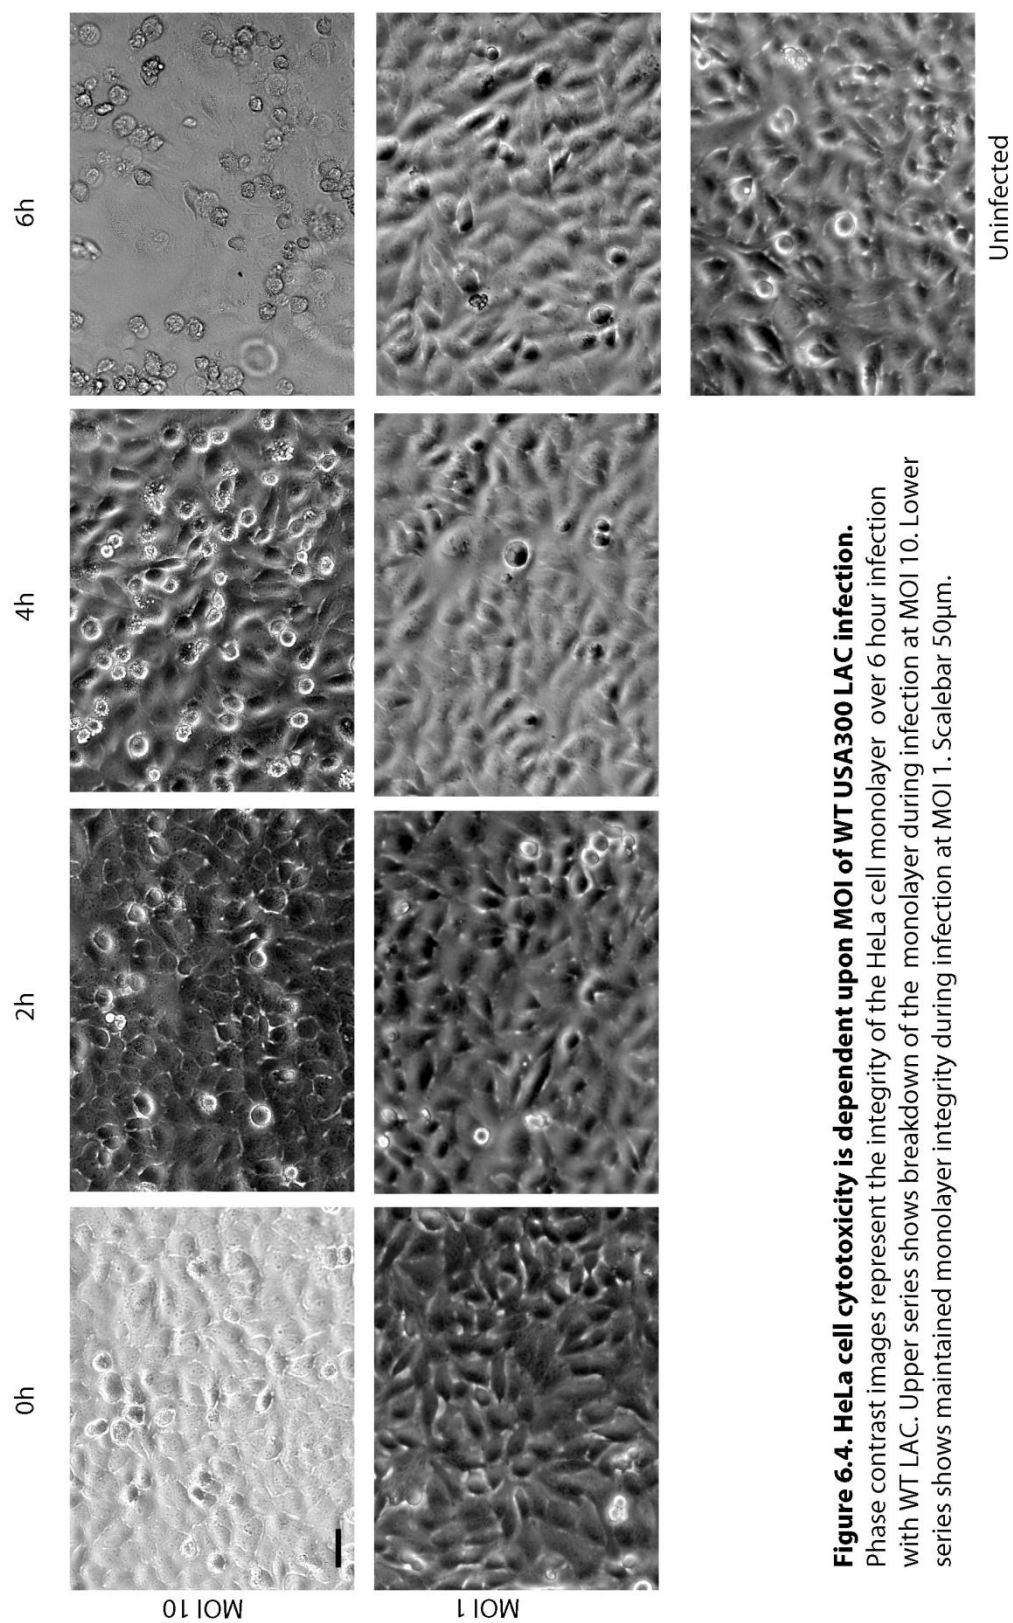 0h 2h 4h 6h
MOI 10
MOI 1
Uninfected
Figure 6.4. HeLa cell cytotoxicity is dependent upon MOI of WT USA300 LAC infection.
Phase contrast images represent the integrity of the HeLa cell monolayer over 6 hour infection
with WT LAC. Upper series shows breakdown of the monolayer during infection at MOI 10. Lower
series shows maintained monolayer integrity during infection at MOI 1. Scalebar 50µm.